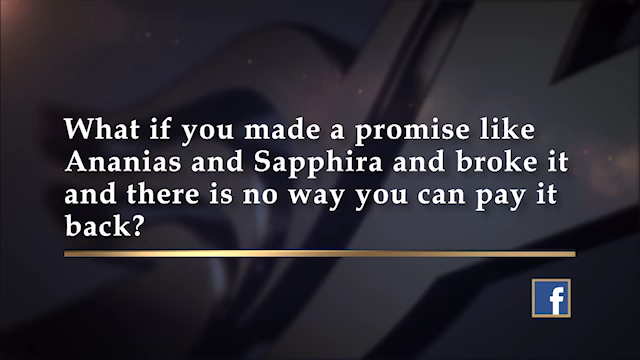 What if you made a promise like
Ananias and Sapphira and broke it
and there is no way you can pay it
back?
f